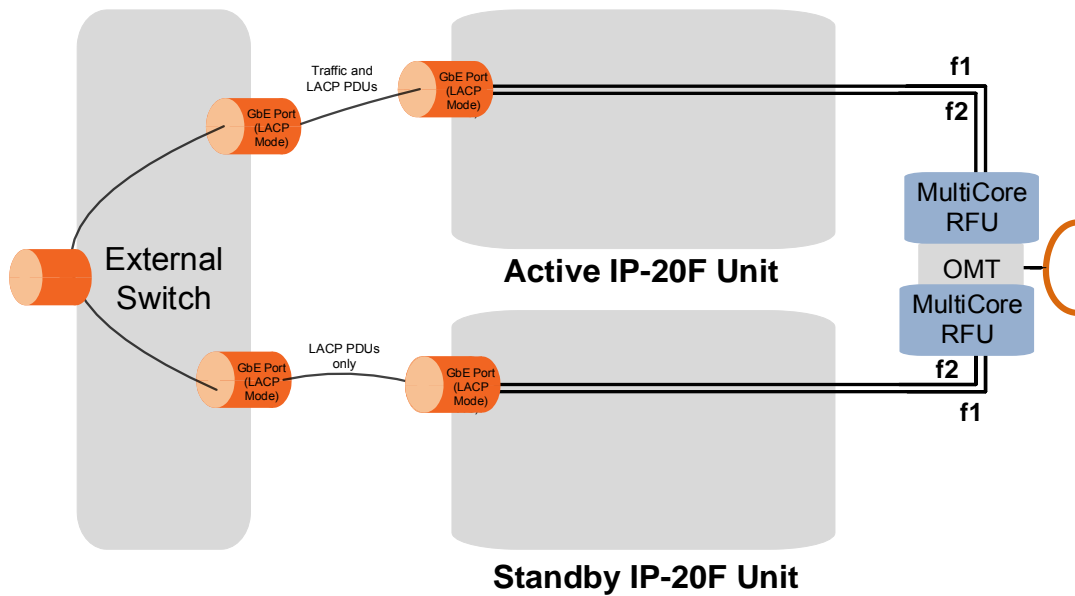 Traffic and
LACP PDUs
GbE Port
(LACP
Mode)
GbE Port
(LACP
Mode)
f1
f2
MultiCore
RFU
External
Switch
Active IP-20F Unit
OMT
MultiCore
RFU
LACP PDUs
only
GbE Port
(LACP
Mode)
GbE Port
(LACP
Mode)
f2
f1
Standby IP-20F Unit